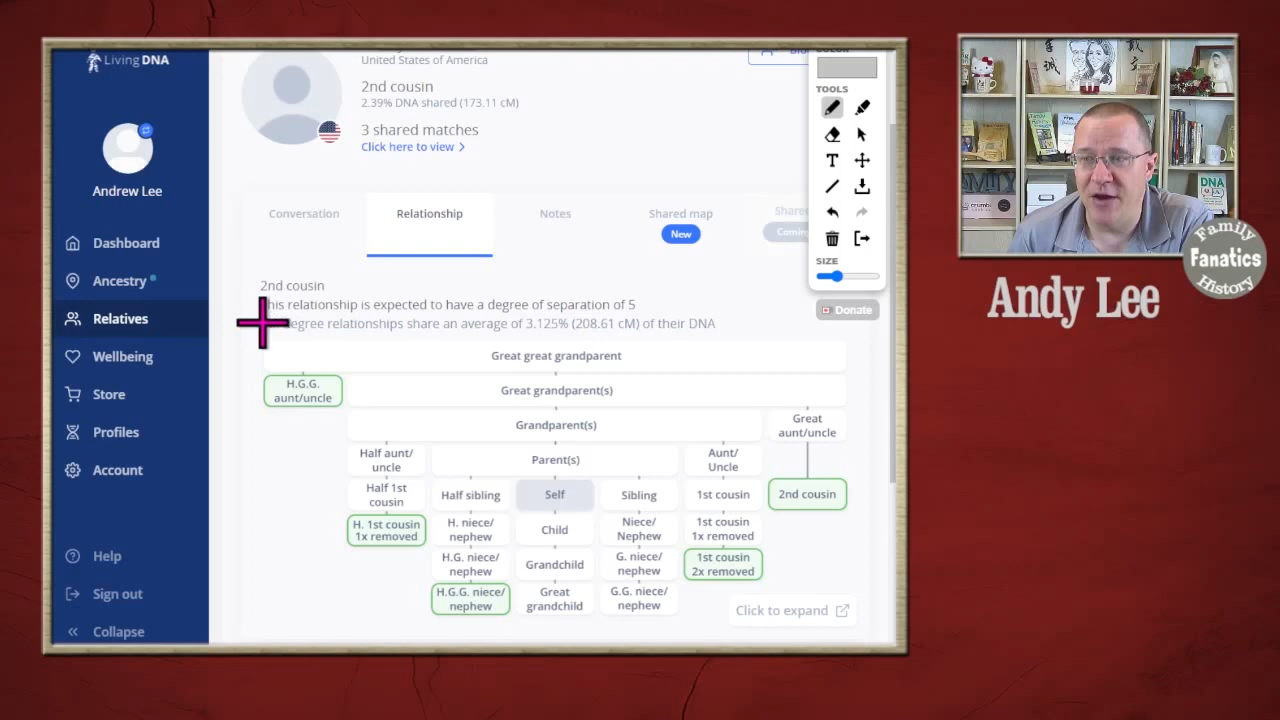 Living DNA
Andrew Lee
Dashboard
Ancestry
Relatives
Wellbeing
Store
Profiles
Account
Help
Sign out
Collapse
United States of America
2nd cousin
2.39% DNA shared (173.11 cM)
3 shared matches
Click here to view >
Conversation
Relationship
Notes
Shared map
New
Share
Comin
2nd cousin
his relationship is expected to have a degree of separation of 5
egree relationships share an average of 3.125% (208.61 cM) of their DNA
Great great grandparent
H.G.G.
aunt/uncle
Great grandparent(s)
Grandparent(s)
Great
aunt/uncle
Half aunt/
uncle
Parent(s)
Aunt/
Uncle
Half 1st
cousin
Half sibling
Self
Sibling
1st cousin
2nd cousin
H. 1st cousin
1x removed
H. niece/
nephew
Child
Niece/
Nephew
1st cousin
1x removed
H.G. niece/
nephew
Grandchild
G. niece/
nephew
1st cousin
2x removed
H.G.G. niece/
nephew
Great
grandchild
G.G. niece/
nephew
Click to expand
COLOR
TOOLS
T
SIZE
Donate
DNA
crumbs
Family
Fanatics
History
Andy Lee